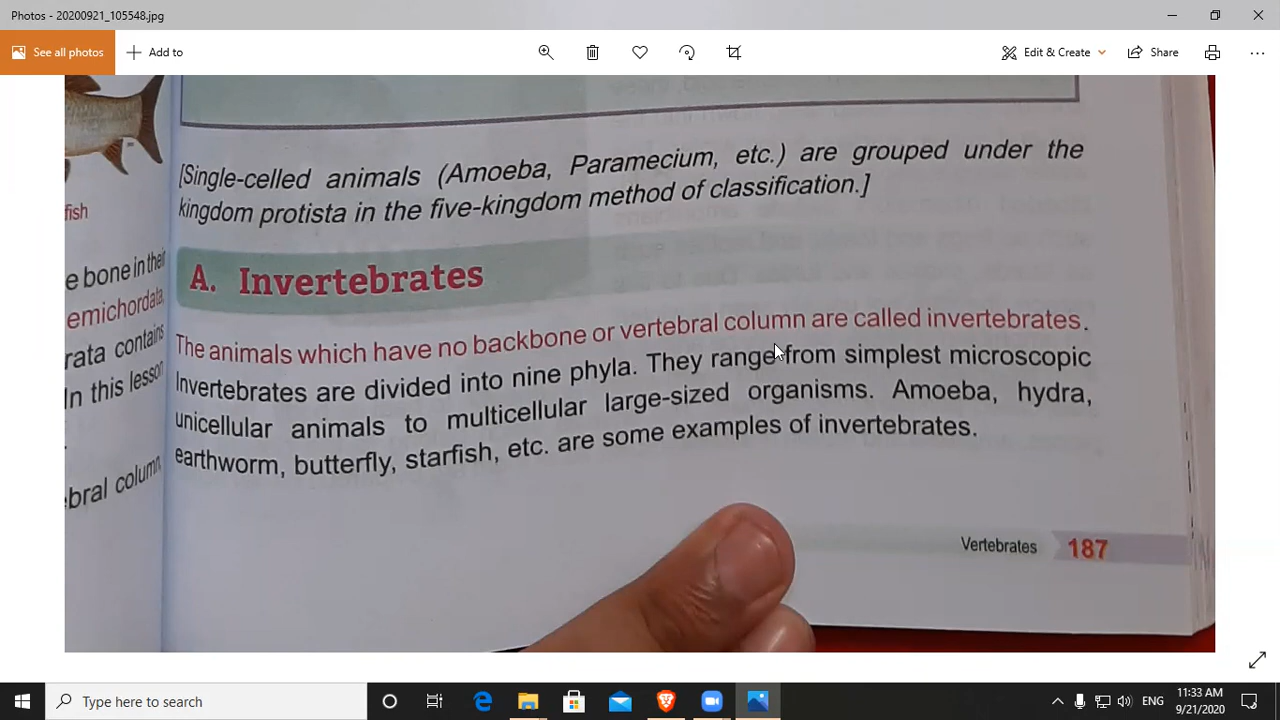 Photos - 20200921_105548.jpg
See all photos
Add to
Edit & Create
Share
fish
e bone in their
emichordata,
rata contains
In this lesson
bral column,
[Single-celled animals (Amoeba, Paramecium, etc.) are grouped under the
kingdom protista in the five-kingdom method of classification.]
A. Invertebrates
The animals which have no backbone or vertebral column are called invertebrates.
Invertebrates are divided into nine phyla. They range from simplest microscopic
unicellular animals to multicellular large-sized organisms. Amoeba, hydra,
earthworm, butterfly, starfish, etc. are some examples of invertebrates.
Vertebrates 187
Type here to search
ENG
11:33 AM
9/21/2020